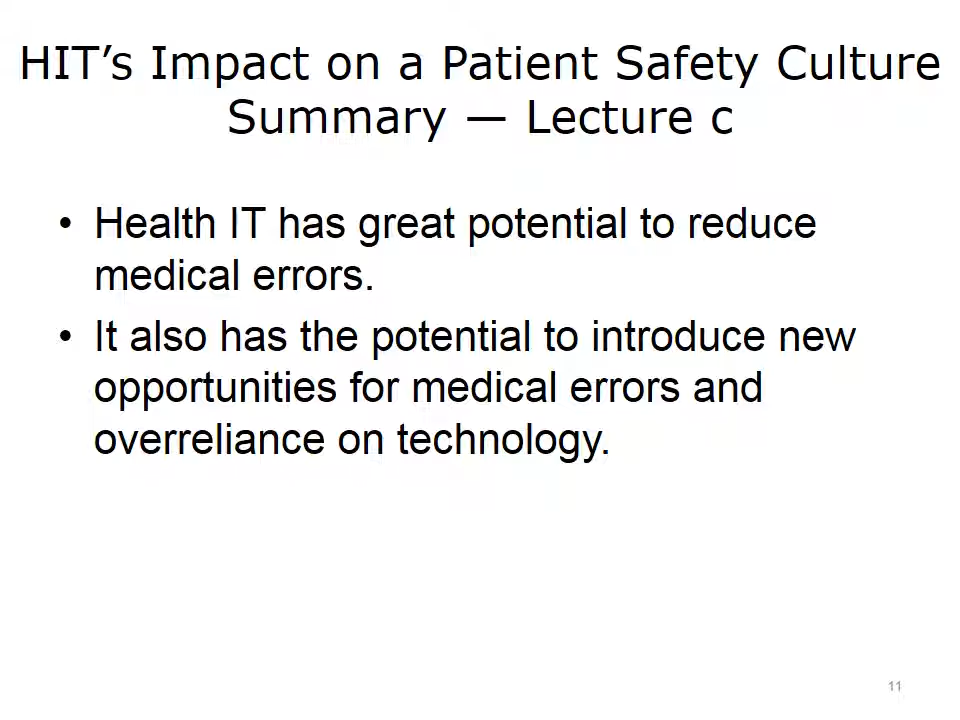 HIT’s Impact on a Patient Safety Culture
Summary — Lecture c
• Health IT has great potential to reduce
medical errors.
• It also has the potential to introduce new
opportunities for medical errors and
overreliance on technology.
11